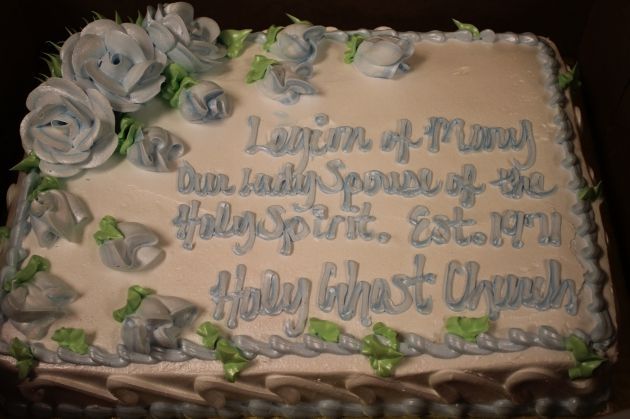 Legion of Mary
Our Lady Spouse of the
Holy Spirit. Est. 1971
Holy Ghost Church